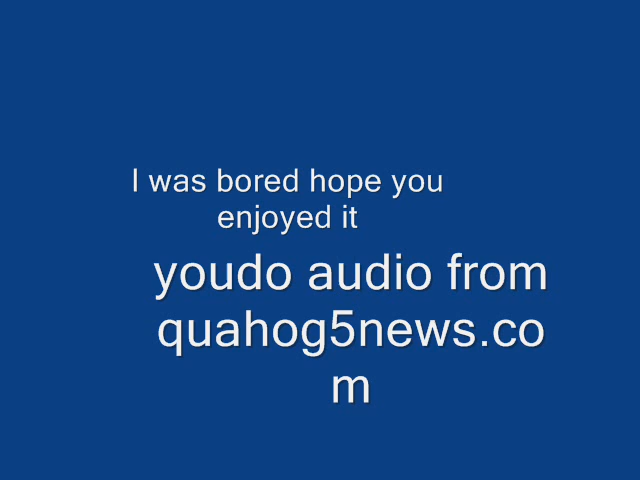 I was bored hope you
enjoyed it
youdo audio from
quahog5news.co
m